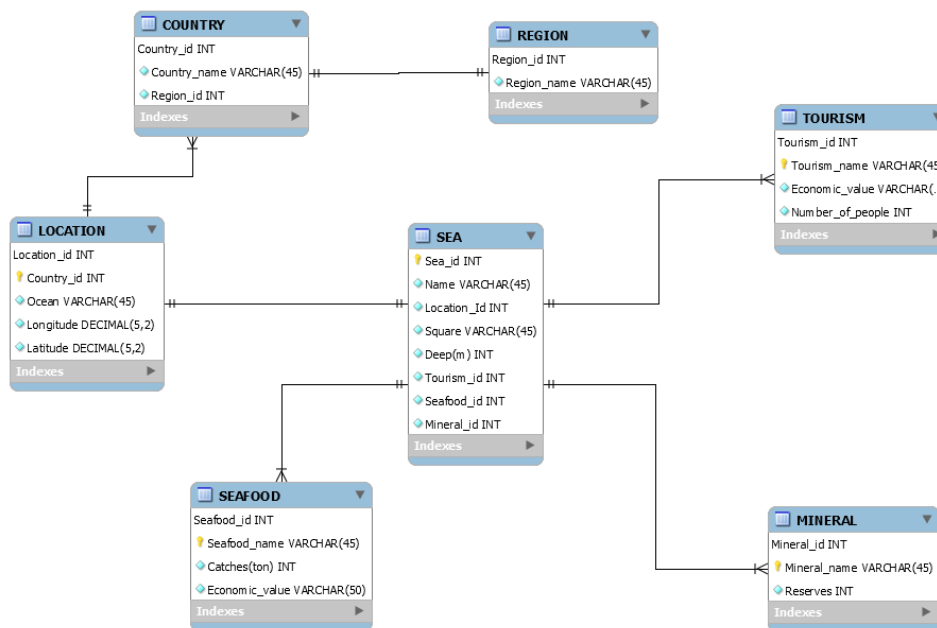 COUNTRY
Country_id INT
Country_name VARCHAR(45)
Region_id INT
Indexes
REGION
Region_id INT
Region_name VARCHAR(45)
Indexes
TOURISM
Tourism_id INT
Tourism_name VARCHAR(45
Economic_value VARCHAR(..
Number_of_people INT
Indexes
LOCATION
Location_id INT
Country_id INT
Ocean VARCHAR(45)
Longitude DECIMAL(5,2)
Latitude DECIMAL(5,2)
Indexes
SEA
Sea_id INT
Name VARCHAR(45)
Location_Id INT
Square VARCHAR(45)
Deep(m) INT
Tourism_id INT
Seafood_id INT
Mineral_id INT
Indexes
SEAFOOD
Seafood_id INT
Seafood_name VARCHAR(45)
Catches(ton) INT
Economic_value VARCHAR(50)
Indexes
MINERAL
Mineral_id INT
Mineral_name VARCHAR(45)
Reserves INT
Indexes